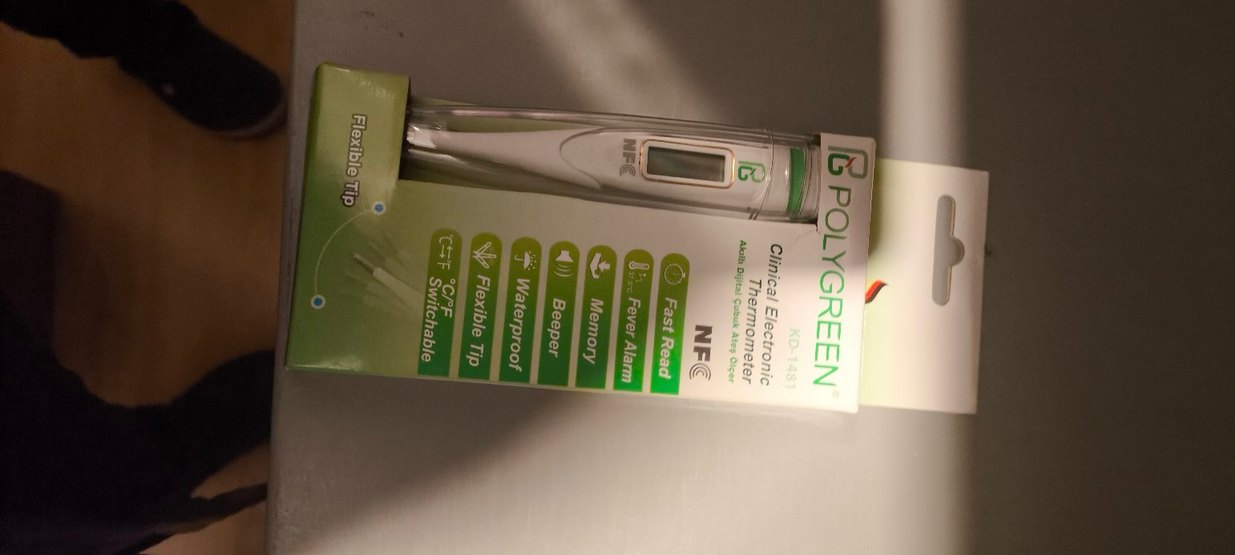 POLYGREEN®
KD-1481
Clinical Electronic
Thermometer
Akıllı Dijital Çubuk Ateş Ölçer
NFC
NFC
Fast Read
Fever Alarm
Memory
Beeper
Waterproof
Flexible Tip
°C/°F
Switchable
Flexible Tip